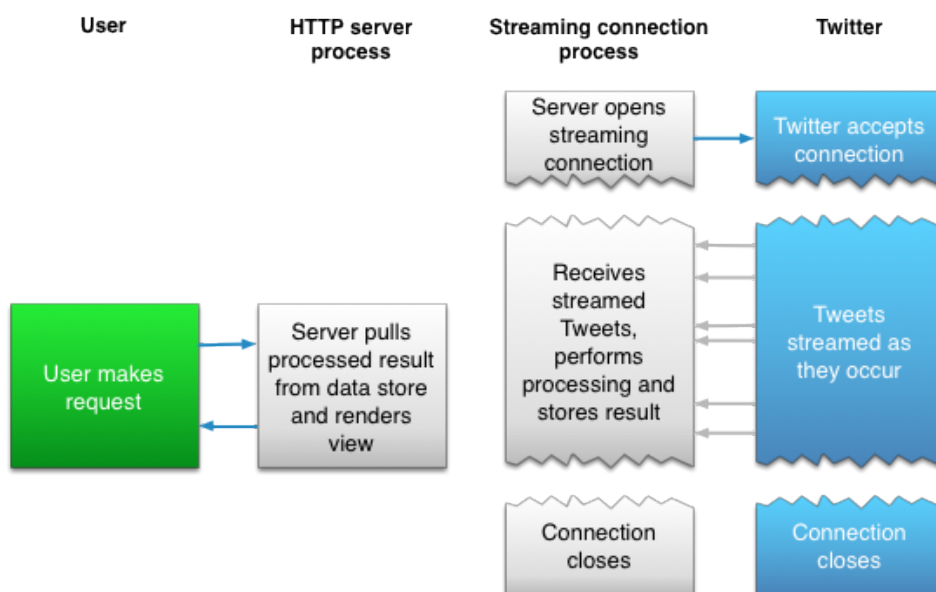 User
HTTP server
process
Streaming connection
process
Twitter
Server opens
streaming
connection
Twitter accepts
connection
User makes
request
Server pulls
processed result
from data store
and renders
view
Receives
streamed
Tweets,
performs
processing and
stores result
Tweets
streamed as
they occur
Connection
closes
Connection
closes